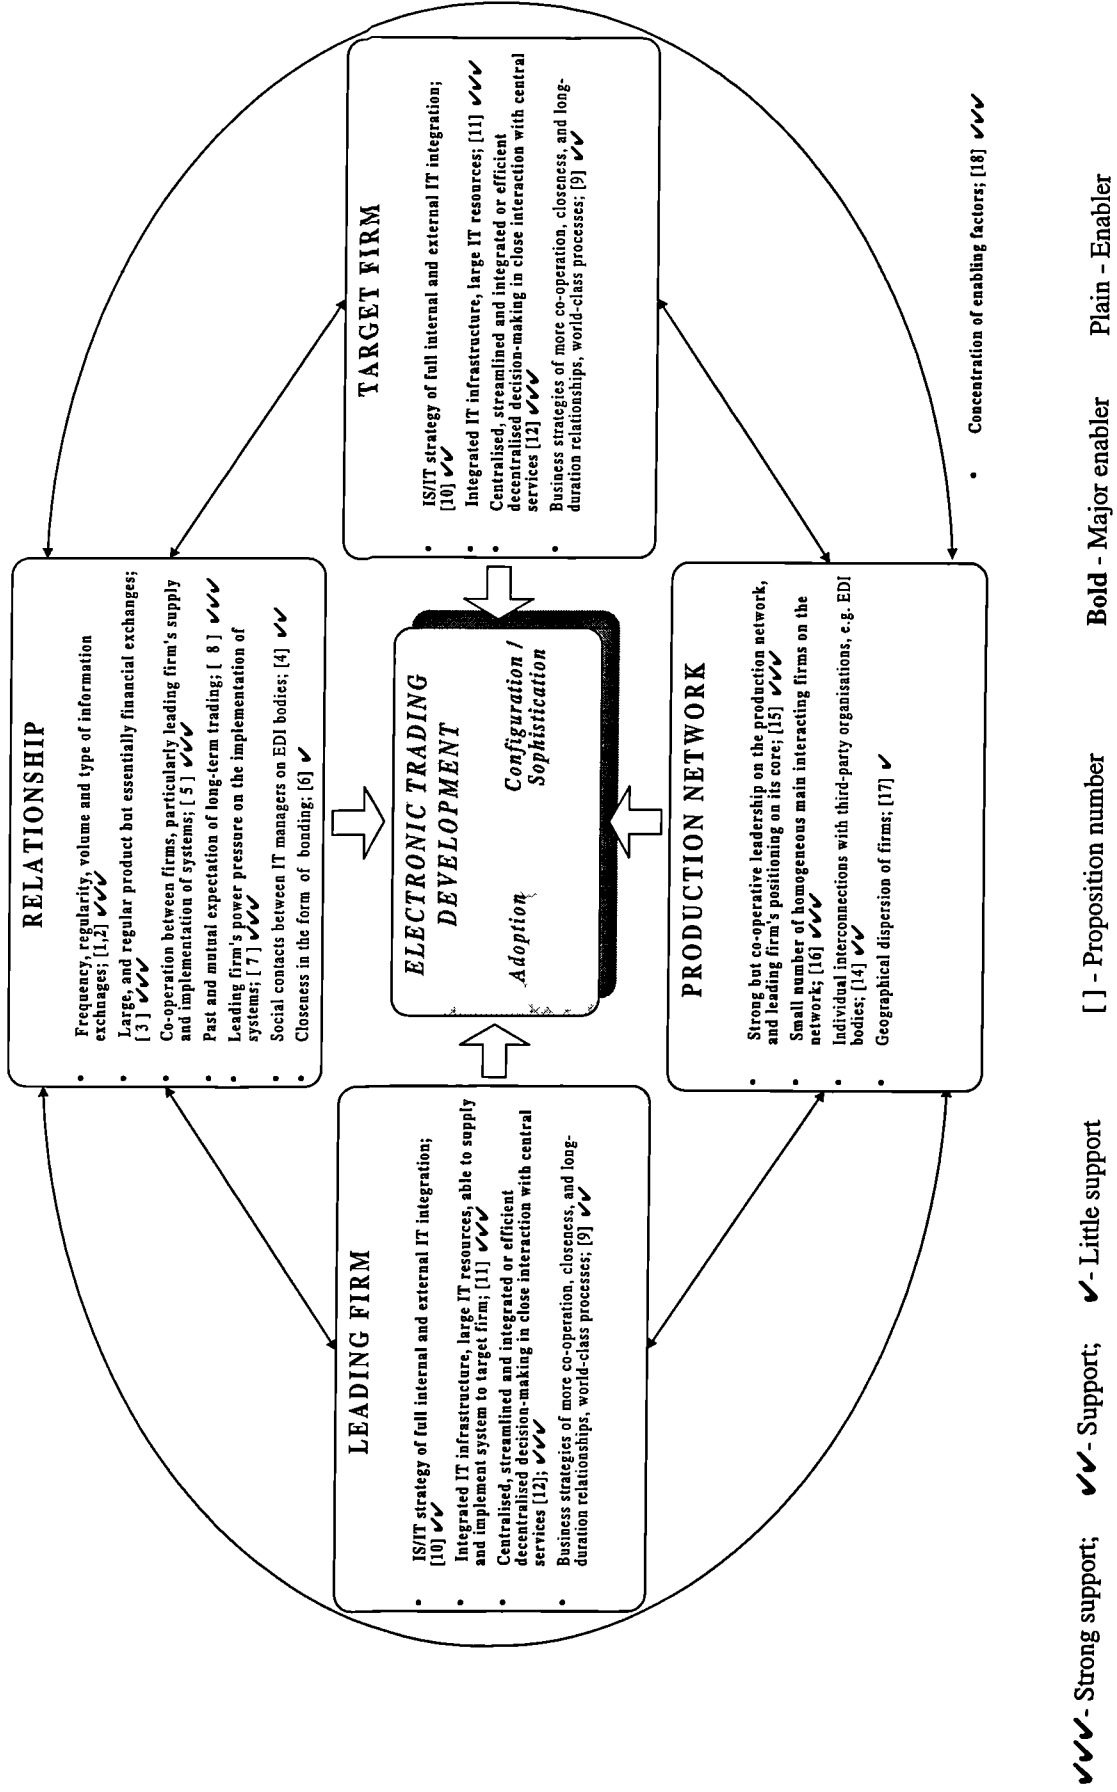 RELATIONSHIP
Frequency, regularity, volume and type of information
exchnages; [1,2] ✔✔✔
Large, and regular product but essentially financial exchanges;
[ 3 ] ✔✔✔
Co-operation between firms, particularly leading firm's supply
and implementation of systems; [ 5 ] ✔✔✔
Past and mutual expectation of long-term trading; [ 8 ] ✔✔✔
Leading firm's power pressure on the implementation of
systems; [ 7 ] ✔✔✔
Social contacts between IT managers on EDI bodies; [4] ✔✔
Closeness in the form of bonding; [6] ✔
LEADING FIRM
IS/IT strategy of full internal and external IT integration;
[10] ✔✔
Integrated IT infrastructure, large IT resources, able to supply
and implement system to target firm; [11] ✔✔✔
Centralised, streamlined and integrated or efficient
decentralised decision-making in close interaction with central
services [12]; ✔✔✔
Business strategies of more co-operation, closeness, and long-
duration relationships, world-class processes; [9] ✔✔
ELECTRONIC TRADING
DEVELOPMENT
Adoption
Configuration /
Sophistication
TARGET FIRM
IS/IT strategy of full internal and external IT integration;
[10] ✔✔
Integrated IT infrastructure, large IT resources; [11] ✔✔✔
Centralised, streamlined and integrated or efficient
decentralised decision-making in close interaction with central
services [12] ✔✔✔
Business strategies of more co-operation, closeness, and long-
duration relationships, world-class processes; [9] ✔✔
PRODUCTION NETWORK
Strong but co-operative leadership on the production network,
and leading firm's positioning on its core; [15] ✔✔✔
Small number of homogeneous main interacting firms on the
network; [16] ✔✔✔
Individual interconnections with third-party organisations, e.g. EDI
bodies; [14] ✔✔
Geographical dispersion of firms; [17] ✔
Concentration of enabling factors; [18] ✔✔✔
✔✔✔ - Strong support; ✔✔ - Support; ✔ - Little support [ ] - Proposition number Bold - Major enabler Plain - Enabler